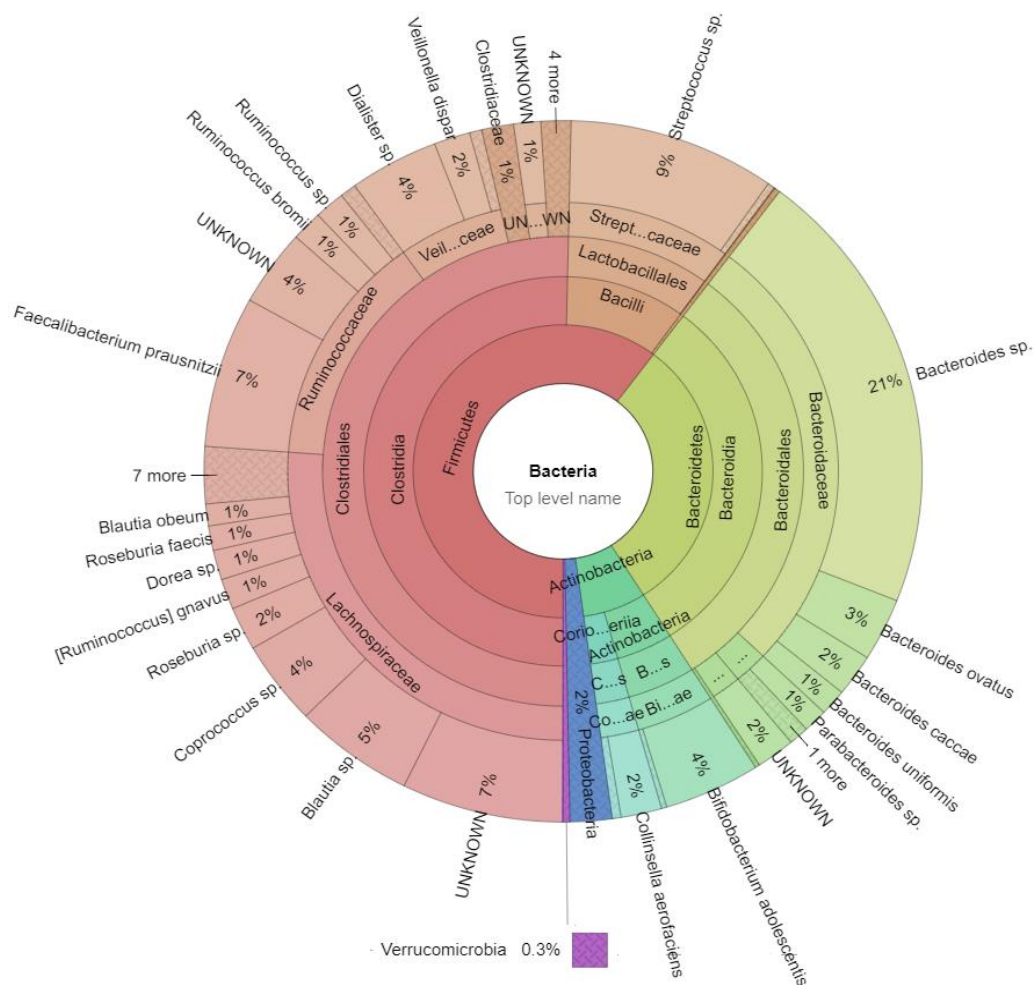 Bacteria
Top level name
Firmicutes
Clostridia
Clostridiales
Bacilli
Lactobacillales
Strept...caceae
Streptococcus sp.
9%
4 more
UNKNOWN
1%
UN...WN
Clostridiaceae
1%
Veil...ceae
Veillonella dispar
2%
Dialister sp.
4%
Ruminococcaceae
Ruminococcus sp.
1%
Ruminococcus bromii
1%
UNKNOWN
4%
Faecalibacterium prausnitzii
7%
Lachnospiraceae
7 more
Blautia obeum
1%
Roseburia faecis
1%
Dorea sp.
1%
[Ruminococcus] gnavus
1%
Roseburia sp.
2%
Coprococcus sp.
4%
Blautia sp.
5%
UNKNOWN
7%
Bacteroidetes
Bacteroidia
Bacteroidales
Bacteroidaceae
Bacteroides sp.
21%
Bacteroides ovatus
3%
Bacteroides caccae
2%
Bacteroides uniformis
1%
Parabacteroides sp.
1%
1 more
UNKNOWN
2%
...
...
Actinobacteria
Actinobacteria
B...s
Bi...ae
Bifidobacterium adolescentis
4%
Corio...eriia
C...s
Co...ae
Collinsella aerofaciens
2%
Proteobacteria
2%
Verrucomicrobia 0.3%